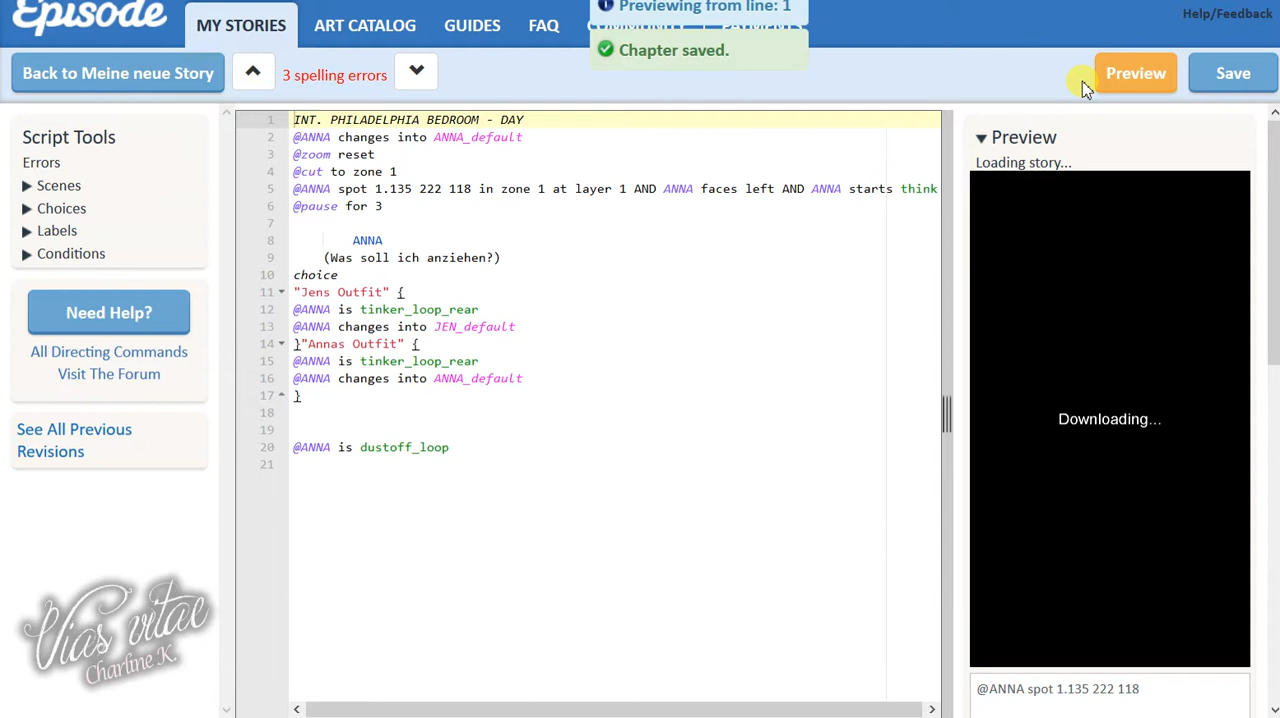 Episode
MY STORIES
ART CATALOG
GUIDES
FAQ
Help/Feedback
Previewing from line: 1
Chapter saved.
Back to Meine neue Story
3 spelling errors
Preview
Save
Script Tools
Errors
Scenes
Choices
Labels
Conditions
Need Help?
All Directing Commands
Visit The Forum
See All Previous
Revisions
1 INT. PHILADELPHIA BEDROOM - DAY
2 @ANNA changes into ANNA_default
3 @zoom reset
4 @cut to zone 1
5 @ANNA spot 1.135 222 118 in zone 1 at layer 1 AND ANNA faces left AND ANNA starts think
6 @pause for 3
7
8 ANNA
9 (Was soll ich anziehen?)
10 choice
11 "Jens Outfit" {
12 @ANNA is tinker_loop_rear
13 @ANNA changes into JEN_default
14 }"Annas Outfit" {
15 @ANNA is tinker_loop_rear
16 @ANNA changes into ANNA_default
17 }
18
19
20 @ANNA is dustoff_loop
21
Preview
Loading story...
Downloading...
@ANNA spot 1.135 222 118
Vias vitae
Charline K.